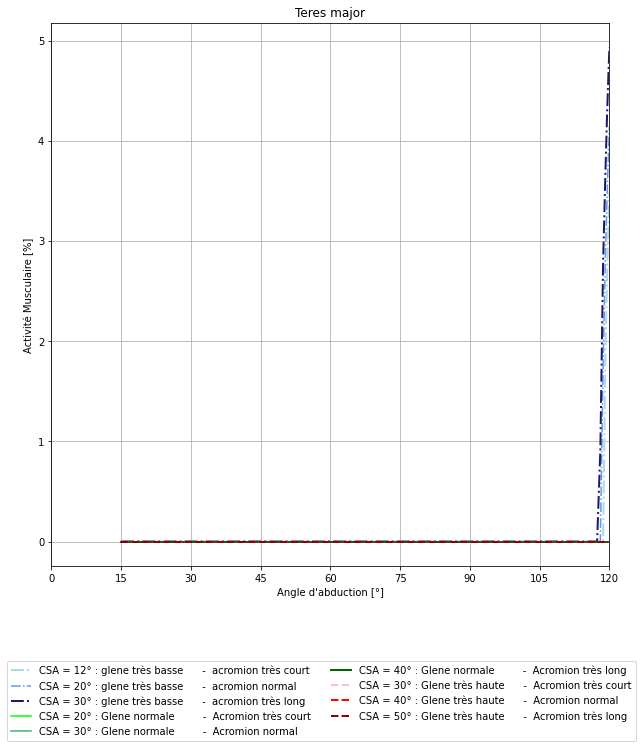 Teres major
Activité Musculaire [%]
5
4
3
2
1
0
0 15 30 45 60 75 90 105 120
Angle d'abduction [°]
CSA = 12° : glene très basse - acromion très court
CSA = 20° : glene très basse - acromion normal
CSA = 30° : glene très basse - acromion très long
CSA = 20° : Glene normale - Acromion très court
CSA = 30° : Glene normale - Acromion normal
CSA = 40° : Glene normale - Acromion très long
CSA = 30° : Glene très haute - Acromion très court
CSA = 40° : Glene très haute - Acromion normal
CSA = 50° : Glene très haute - Acromion très long